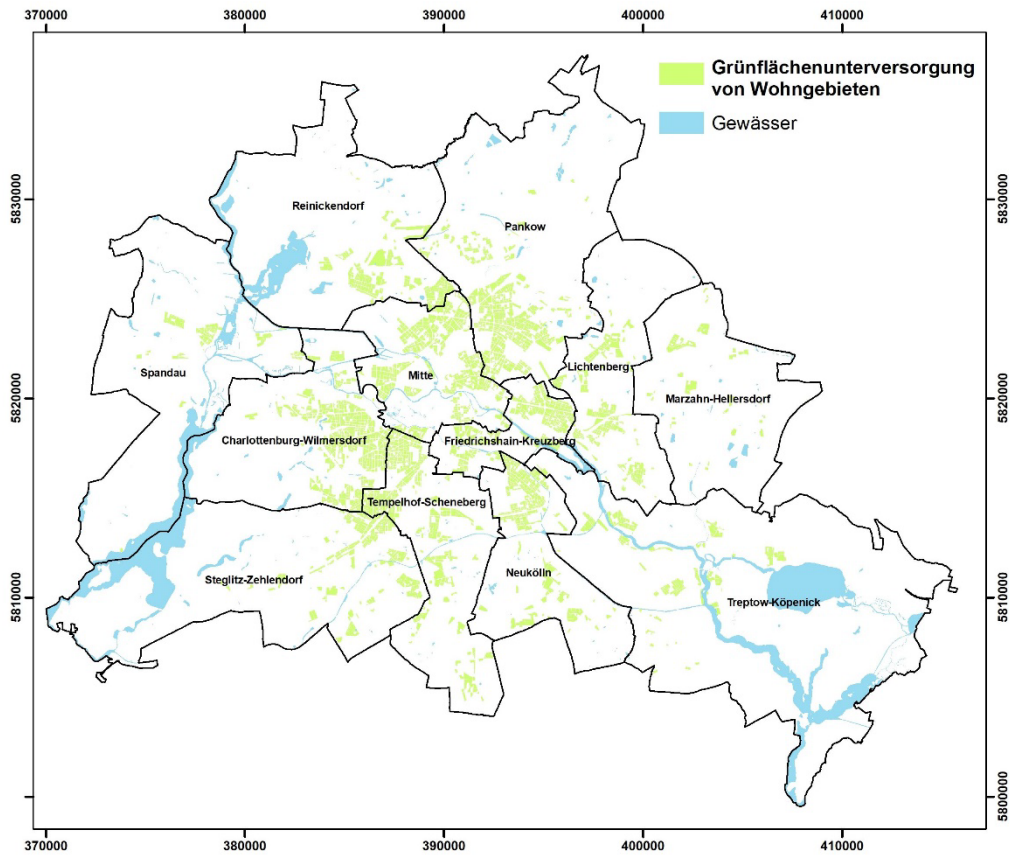 370000 380000 390000 400000 410000
Grünflächenunterversorgung
von Wohngebieten
Gewässer
5830000 5830000
Reinickendorf
Pankow
Spandau
Mitte
Lichtenberg
5820000 5820000
Marzahn-Hellersdorf
Charlottenburg-Wilmersdorf
Friedrichshain-Kreuzberg
Tempelhof-Scheneberg
Steglitz-Zehlendorf
Neukölln
Treptow-Köpenick
5810000 5810000
5800000 5800000
370000 380000 390000 400000 410000